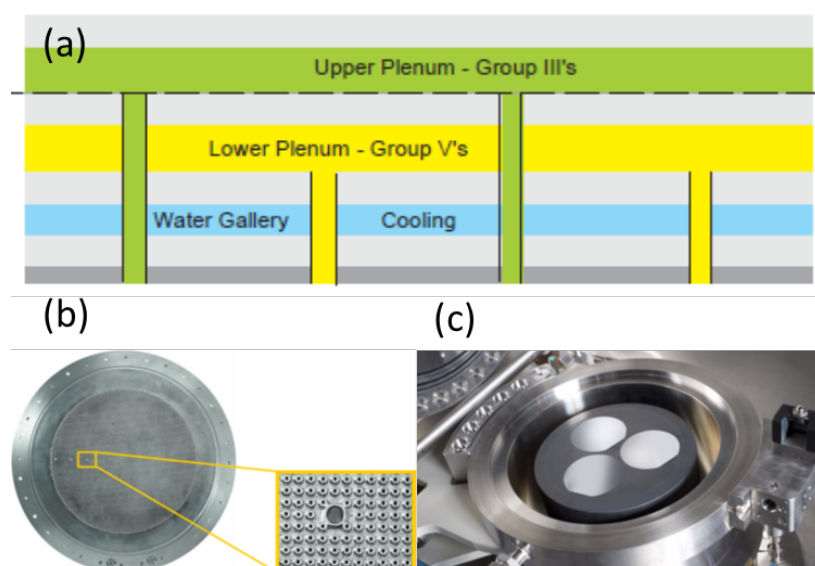 (a)
Upper Plenum - Group III's
Lower Plenum - Group V's
Water Gallery
Cooling
(b)
(c)